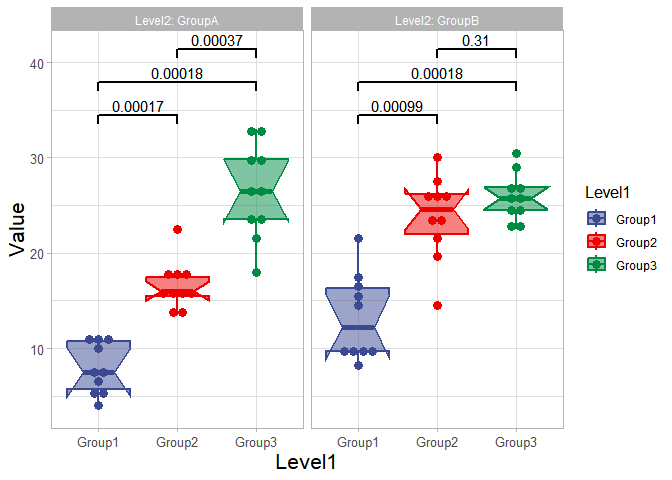 Level2: GroupA
Level2: GroupB
0.00037
0.00018
0.00017
0.31
0.00018
0.00099
40
30
20
10
Value
Group1 Group2 Group3
Group1 Group2 Group3
Level1
Level1
Group1
Group2
Group3